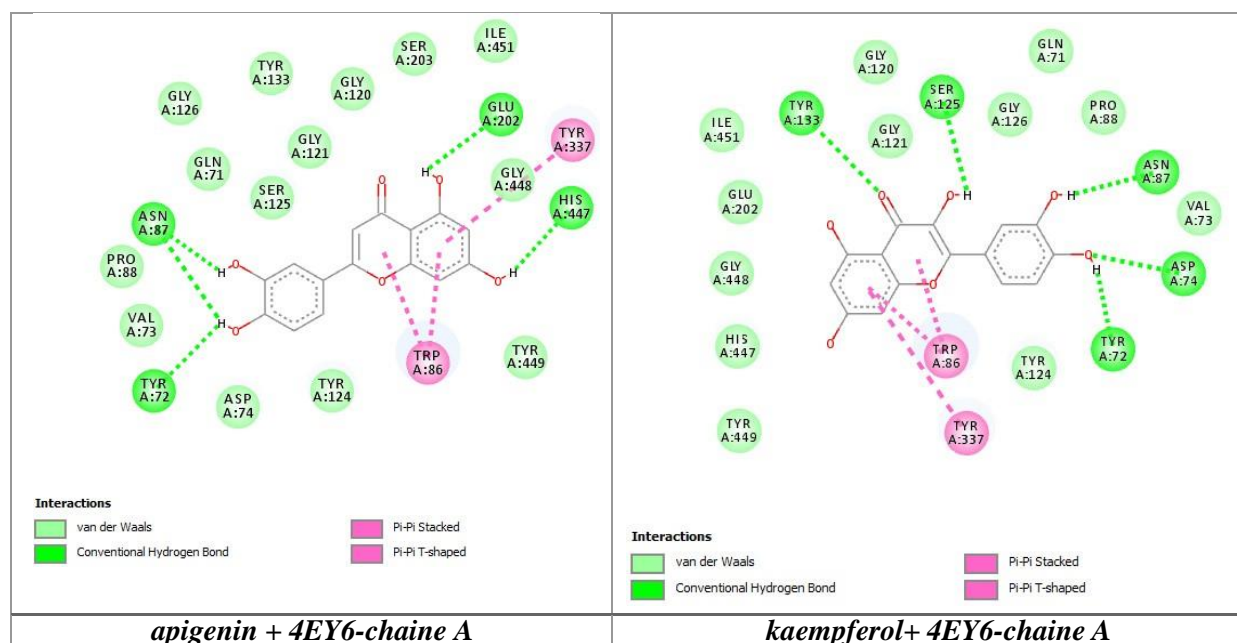 ILE
A:451
SER
A:203
TYR
A:133
GLY
A:120
GLY
A:126
GLU
A:202
TYR
A:337
GLY
A:121
GLN
A:71
GLY
A:448
SER
A:125
HIS
A:447
ASN
A:87
PRO
A:88
VAL
A:73
TRP
A:86
TYR
A:449
TYR
A:72
ASP
A:74
TYR
A:124
H
O
O
H
O
H
O
H
O
O
Interactions
van der Waals
Conventional Hydrogen Bond
Pi-Pi Stacked
Pi-Pi T-shaped
apigenin + 4EY6-chaine A
GLN
A:71
GLY
A:120
SER
A:125
TYR
A:133
GLY
A:126
PRO
A:88
ILE
A:451
GLY
A:121
ASN
A:87
GLU
A:202
VAL
A:73
GLY
A:448
ASP
A:74
HIS
A:447
TRP
A:86
TYR
A:72
TYR
A:124
TYR
A:449
TYR
A:337
O
O
H
O
H
O
O
H
O
O
Interactions
van der Waals
Conventional Hydrogen Bond
Pi-Pi Stacked
Pi-Pi T-shaped
kaempferol+ 4EY6-chaine A